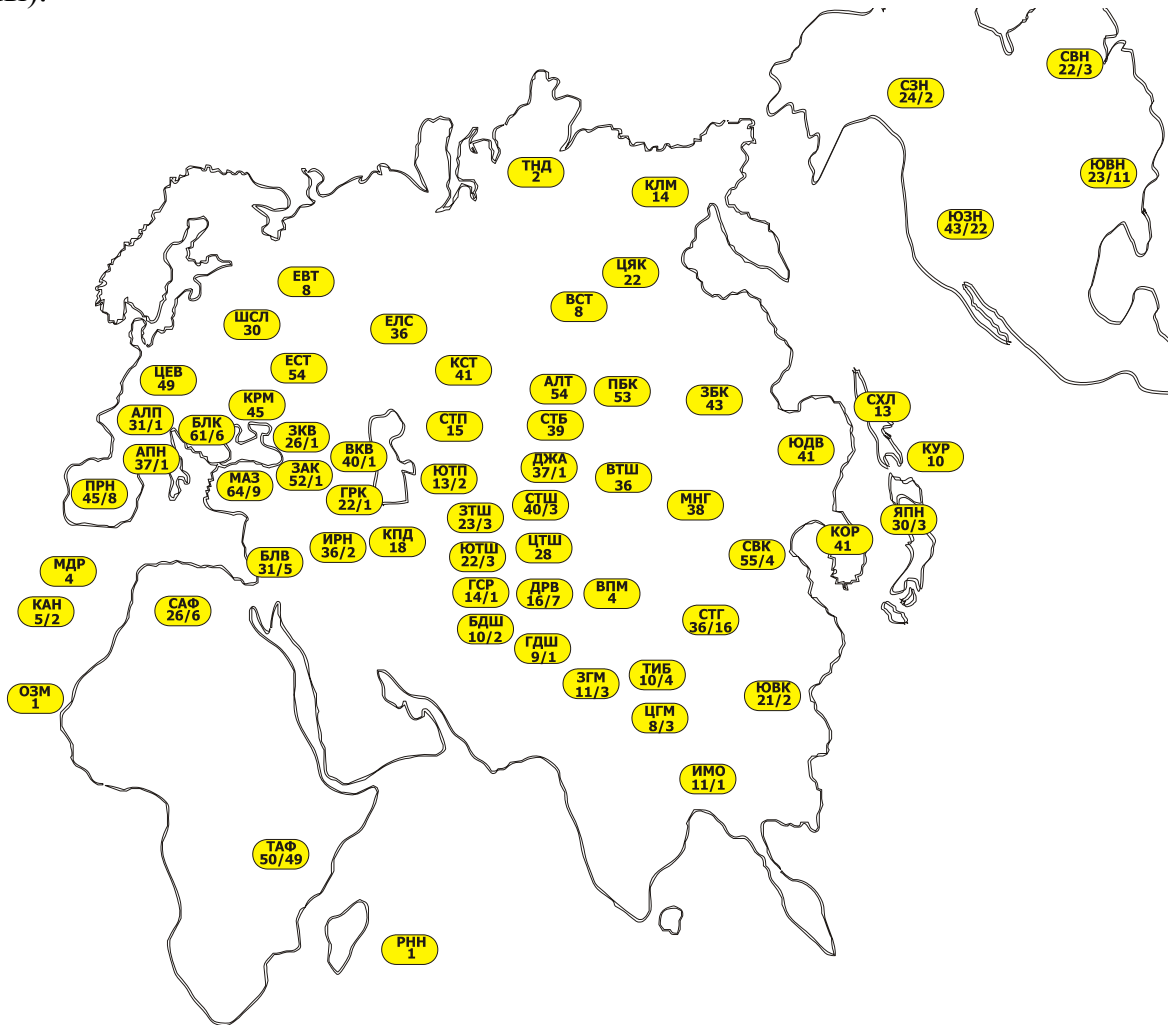 СВН
22/3
СЗН
24/2
ТНД
2
ЮВН
23/11
КЛМ
14
ЮЗН
43/22
ЦЯК
22
ЕВТ
8
ВСТ
8
ШСЛ
30
ЕЛС
36
ЕСТ
54
КСТ
41
ЦЕВ
49
АЛТ
54
ПБК
53
ЗБК
43
КРМ
45
СХЛ
13
АЛП
31/1
БЛК
61/6
СТП
15
СТБ
39
ЗКВ
26/1
ЮДВ
41
ВКВ
40/1
КУР
10
АПН
37/1
ДЖА
37/1
ЗАК
52/1
МАЗ
64/9
ЮТП
13/2
ВТШ
36
ПРН
45/8
ГРК
22/1
СТШ
40/3
МНГ
38
ЗТШ
23/3
ЯПН
30/3
ИРН
36/2
КПД
18
ЦТШ
28
КОР
41
БЛВ
31/5
ЮТШ
22/3
СВК
55/4
МДР
4
ГСР
14/1
ДРВ
16/7
ВПМ
4
КАН
5/2
САФ
26/6
БДШ
10/2
СТГ
36/16
ГДШ
9/1
ЗГМ
11/3
ТИБ
10/4
ОЗМ
1
ЮВК
21/2
ЦГМ
8/3
ИМО
11/1
ТАФ
50/49
РНН
1